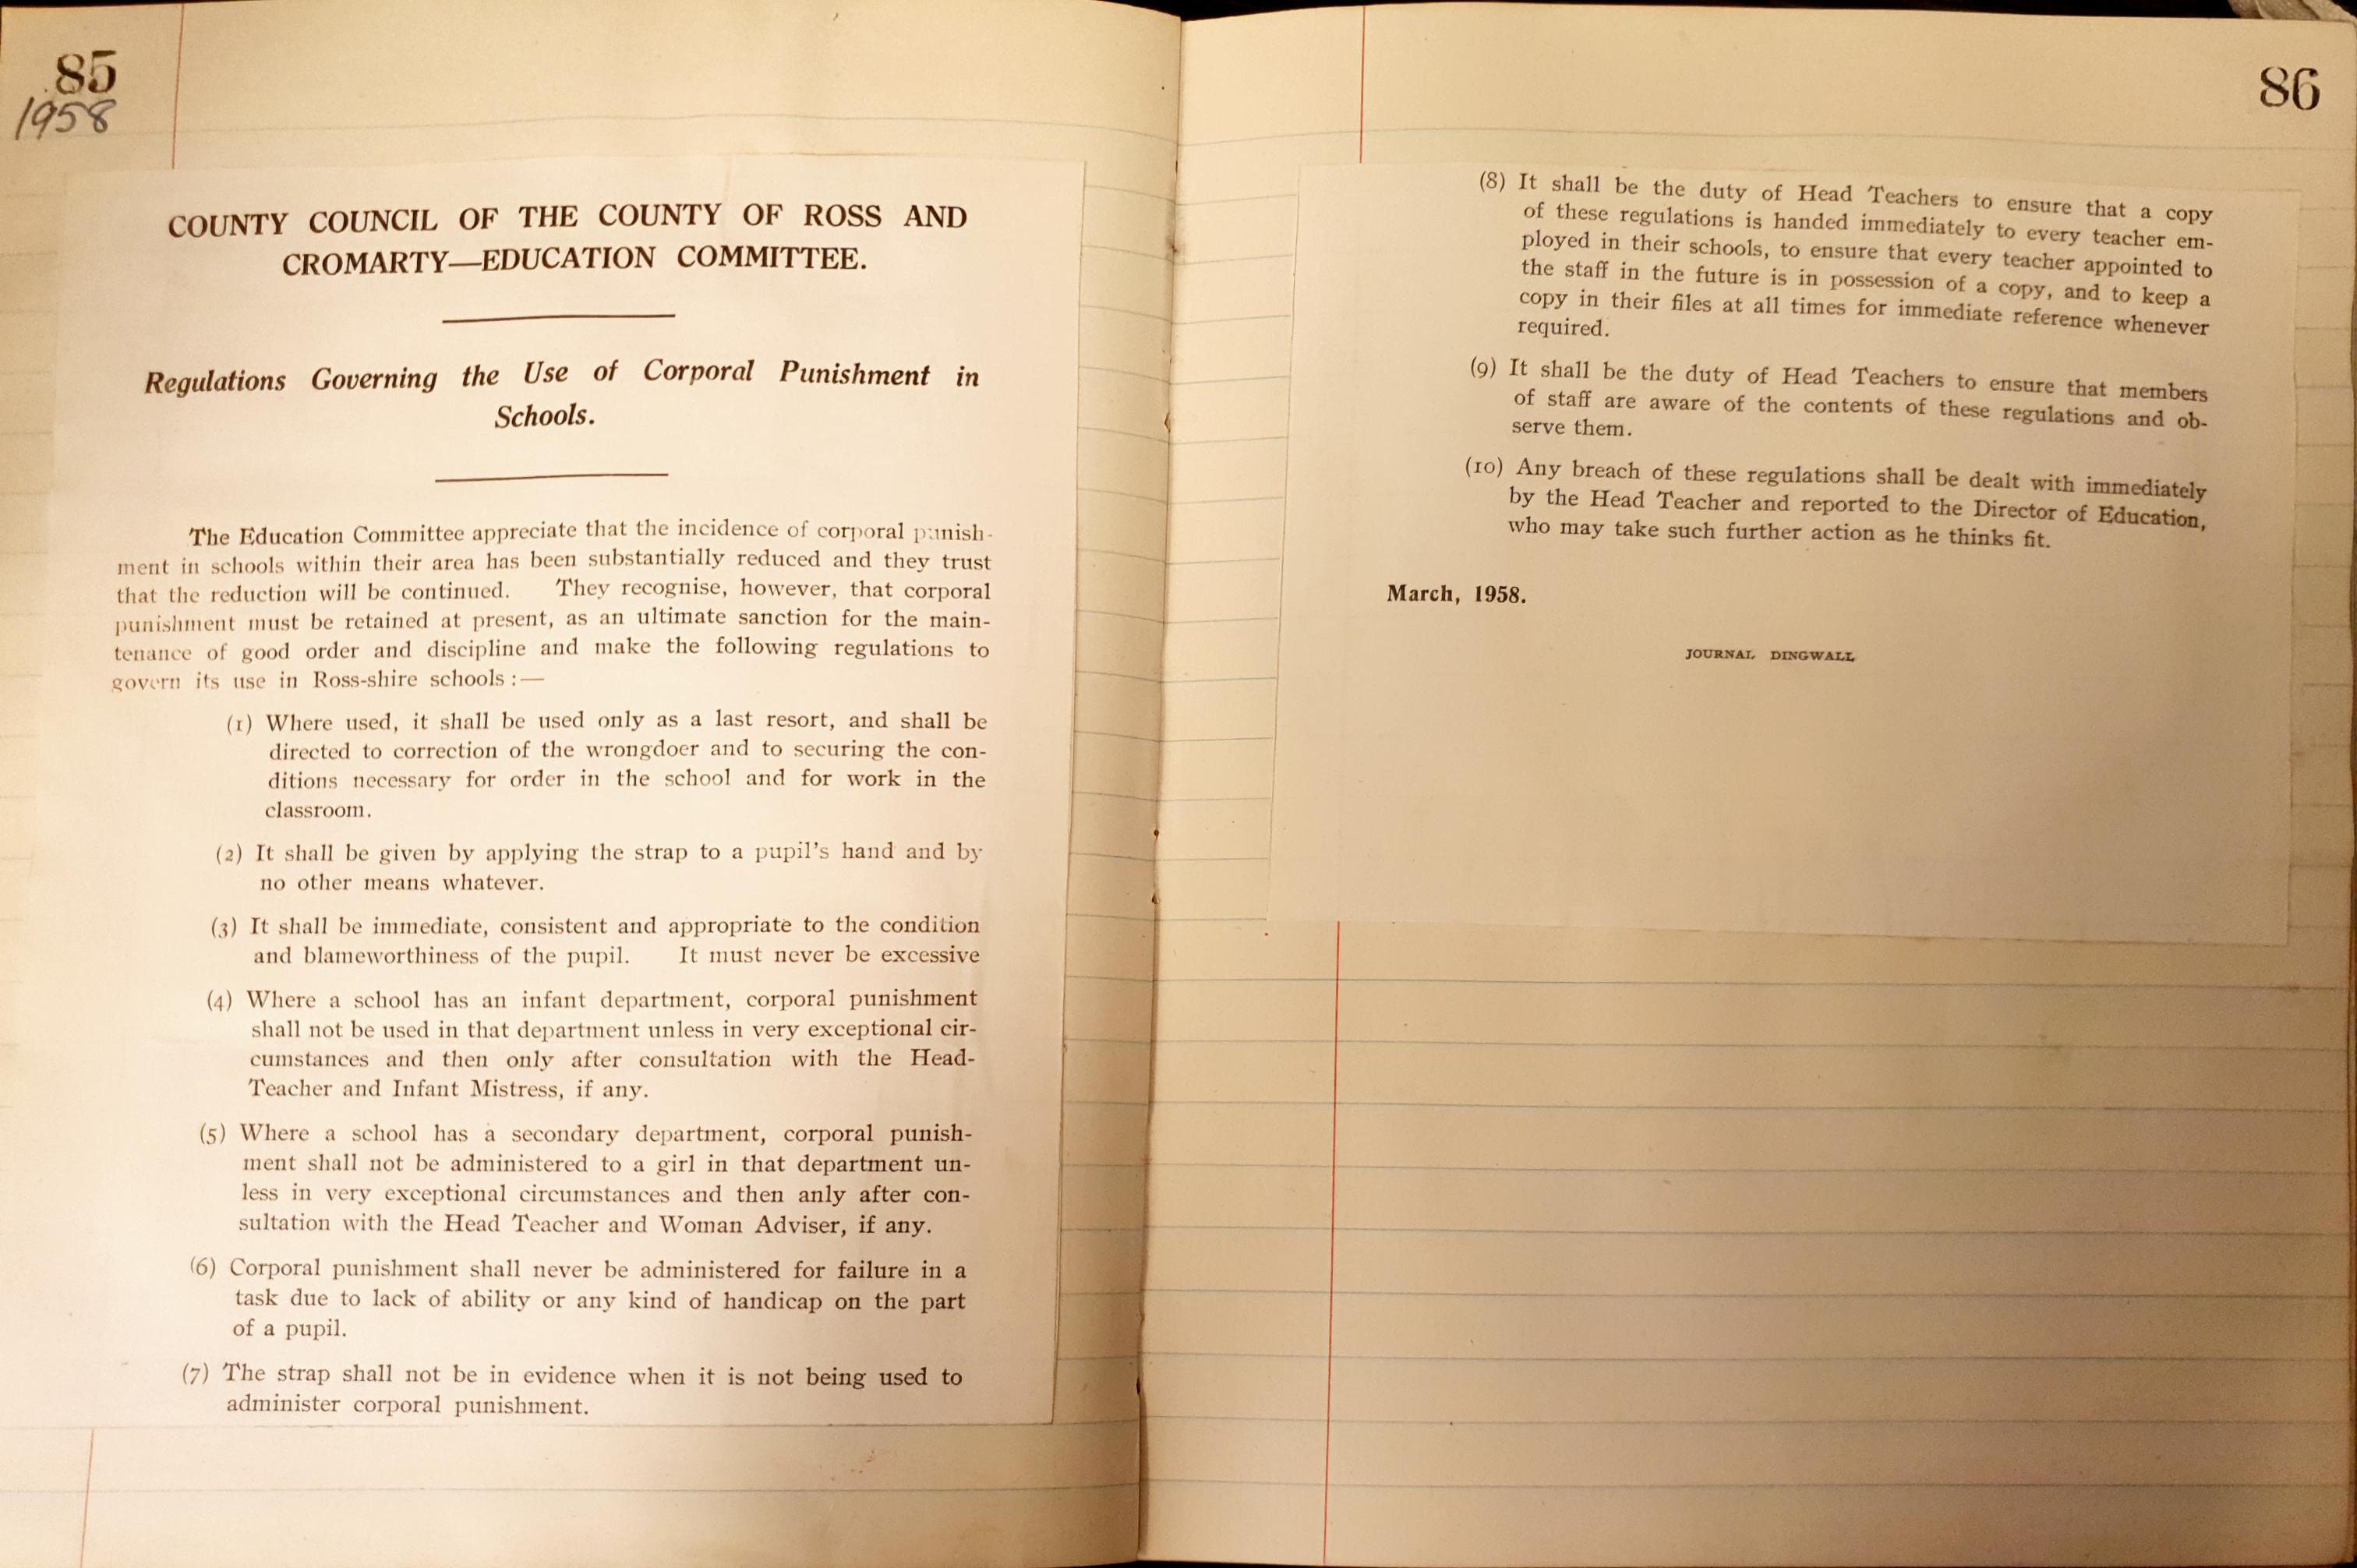 85
1958
COUNTY COUNCIL OF THE COUNTY OF ROSS AND
CROMARTY—EDUCATION COMMITTEE.
Regulations Governing the Use of Corporal Punishment in
Schools.
The Education Committee appreciate that the incidence of corporal punish-
ment in schools within their area has been substantially reduced and they trust
that the reduction will be continued. They recognise, however, that corporal
punishment must be retained at present, as an ultimate sanction for the main-
tenance of good order and discipline and make the following regulations to
govern its use in Ross-shire schools :—
(1) Where used, it shall be used only as a last resort, and shall be
directed to correction of the wrongdoer and to securing the con-
ditions necessary for order in the school and for work in the
classroom.
(2) It shall be given by applying the strap to a pupil's hand and by
no other means whatever.
(3) It shall be immediate, consistent and appropriate to the condition
and blameworthiness of the pupil. It must never be excessive
(4) Where a school has an infant department, corporal punishment
shall not be used in that department unless in very exceptional cir-
cumstances and then only after consultation with the Head-
Teacher and Infant Mistress, if any.
(5) Where a school has a secondary department, corporal punish-
ment shall not be administered to a girl in that department un-
less in very exceptional circumstances and then anly after con-
sultation with the Head Teacher and Woman Adviser, if any.
(6) Corporal punishment shall never be administered for failure in a
task due to lack of ability or any kind of handicap on the part
of a pupil.
(7) The strap shall not be in evidence when it is not being used to
administer corporal punishment.
86
(8) It shall be the duty of Head Teachers to ensure that a copy
of these regulations is handed immediately to every teacher em-
ployed in their schools, to ensure that every teacher appointed to
the staff in the future is in possession of a copy, and to keep a
copy in their files at all times for immediate reference whenever
required.
(9) It shall be the duty of Head Teachers to ensure that members
of staff are aware of the contents of these regulations and ob-
serve them.
(10) Any breach of these regulations shall be dealt with immediately
by the Head Teacher and reported to the Director of Education,
who may take such further action as he thinks fit.
March, 1958.
JOURNAL DINGWALL